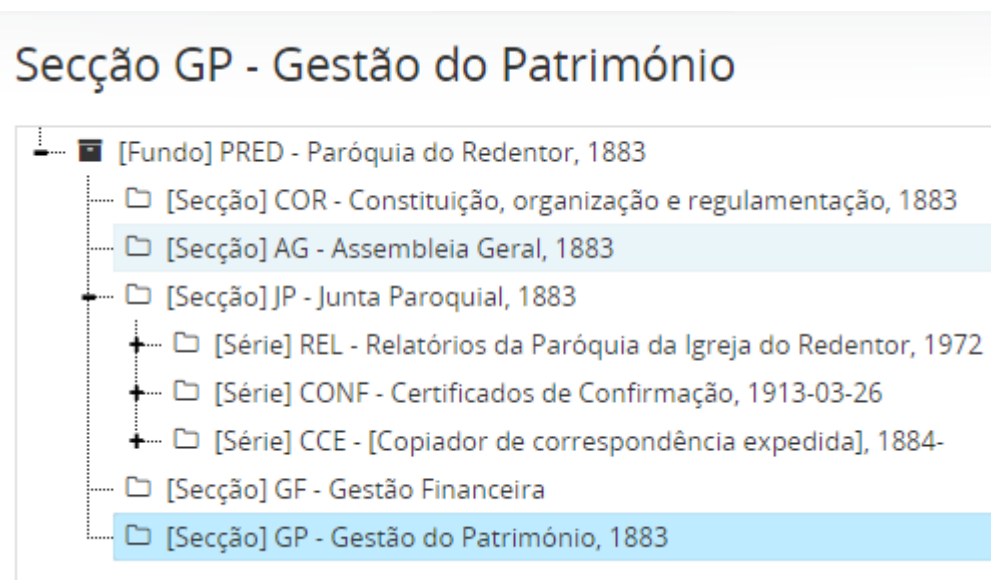 Secção GP - Gestão do Património
[Fundo] PRED - Paróquia do Redentor, 1883
[Secção] COR - Constituição, organização e regulamentação, 1883
[Secção] AG - Assembleia Geral, 1883
[Secção] JP - Junta Paroquial, 1883
[Série] REL - Relatórios da Paróquia da Igreja do Redentor, 1972
[Série] CONF - Certificados de Confirmação, 1913-03-26
[Série] CCE - [Copiador de correspondência expedida], 1884-
[Secção] GF - Gestão Financeira
[Secção] GP - Gestão do Património, 1883